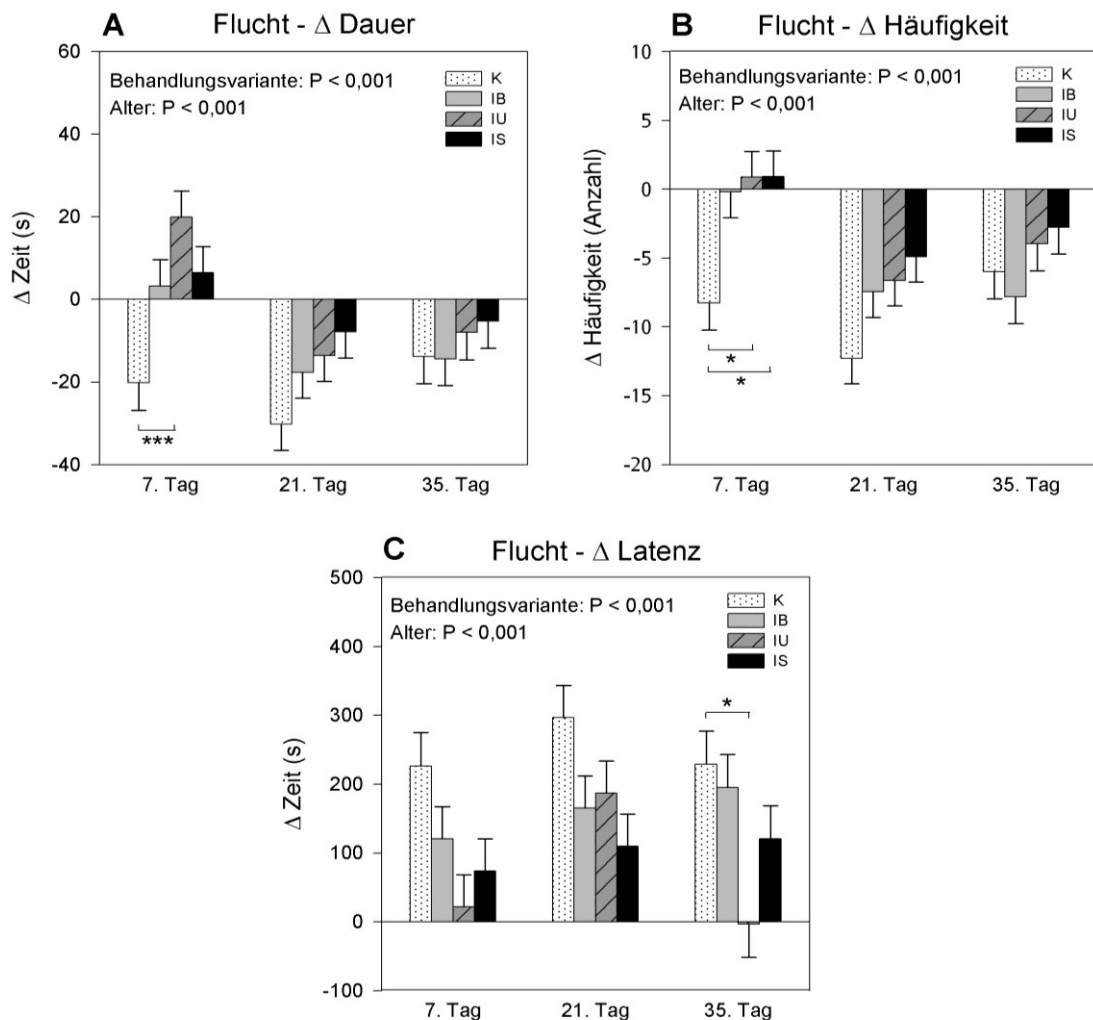 A Flucht - Δ Dauer
Behandlungsvariante: P < 0,001
Alter: P < 0,001
K
IB
IU
IS
Δ Zeit (s)
60
40
20
0
-20
-40
***
7. Tag 21. Tag 35. Tag
B Flucht - Δ Häufigkeit
Behandlungsvariante: P < 0,001
Alter: P < 0,001
K
IB
IU
IS
Δ Häufigkeit (Anzahl)
10
5
0
-5
-10
-15
-20
*
*
7. Tag 21. Tag 35. Tag
C Flucht - Δ Latenz
Behandlungsvariante: P < 0,001
Alter: P < 0,001
K
IB
IU
IS
Δ Zeit (s)
500
400
300
200
100
0
-100
*
7. Tag 21. Tag 35. Tag